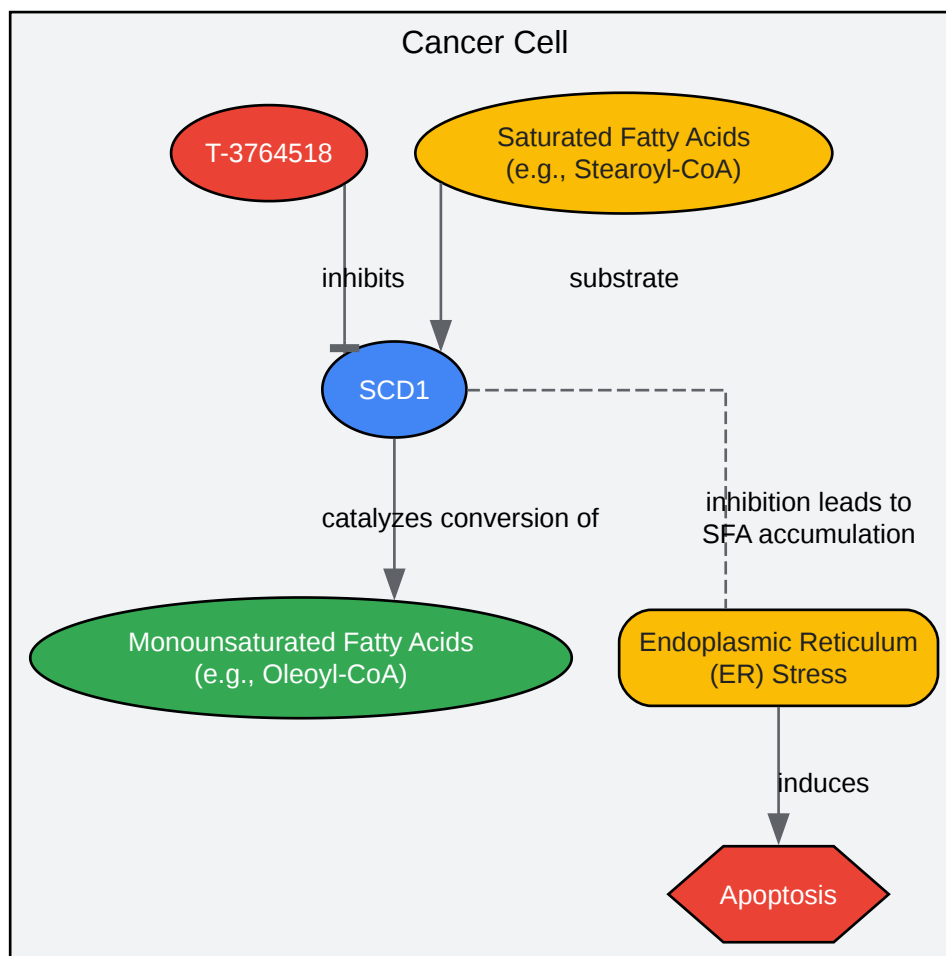 Cancer Cell
T-3764518
Saturated Fatty Acids
(e.g., Stearoyl-CoA)
inhibits
substrate
SCD1
catalyzes conversion of
inhibition leads to
SFA accumulation
Monounsaturated Fatty Acids
(e.g., Oleoyl-CoA)
Endoplasmic Reticulum
(ER) Stress
induces
Apoptosis